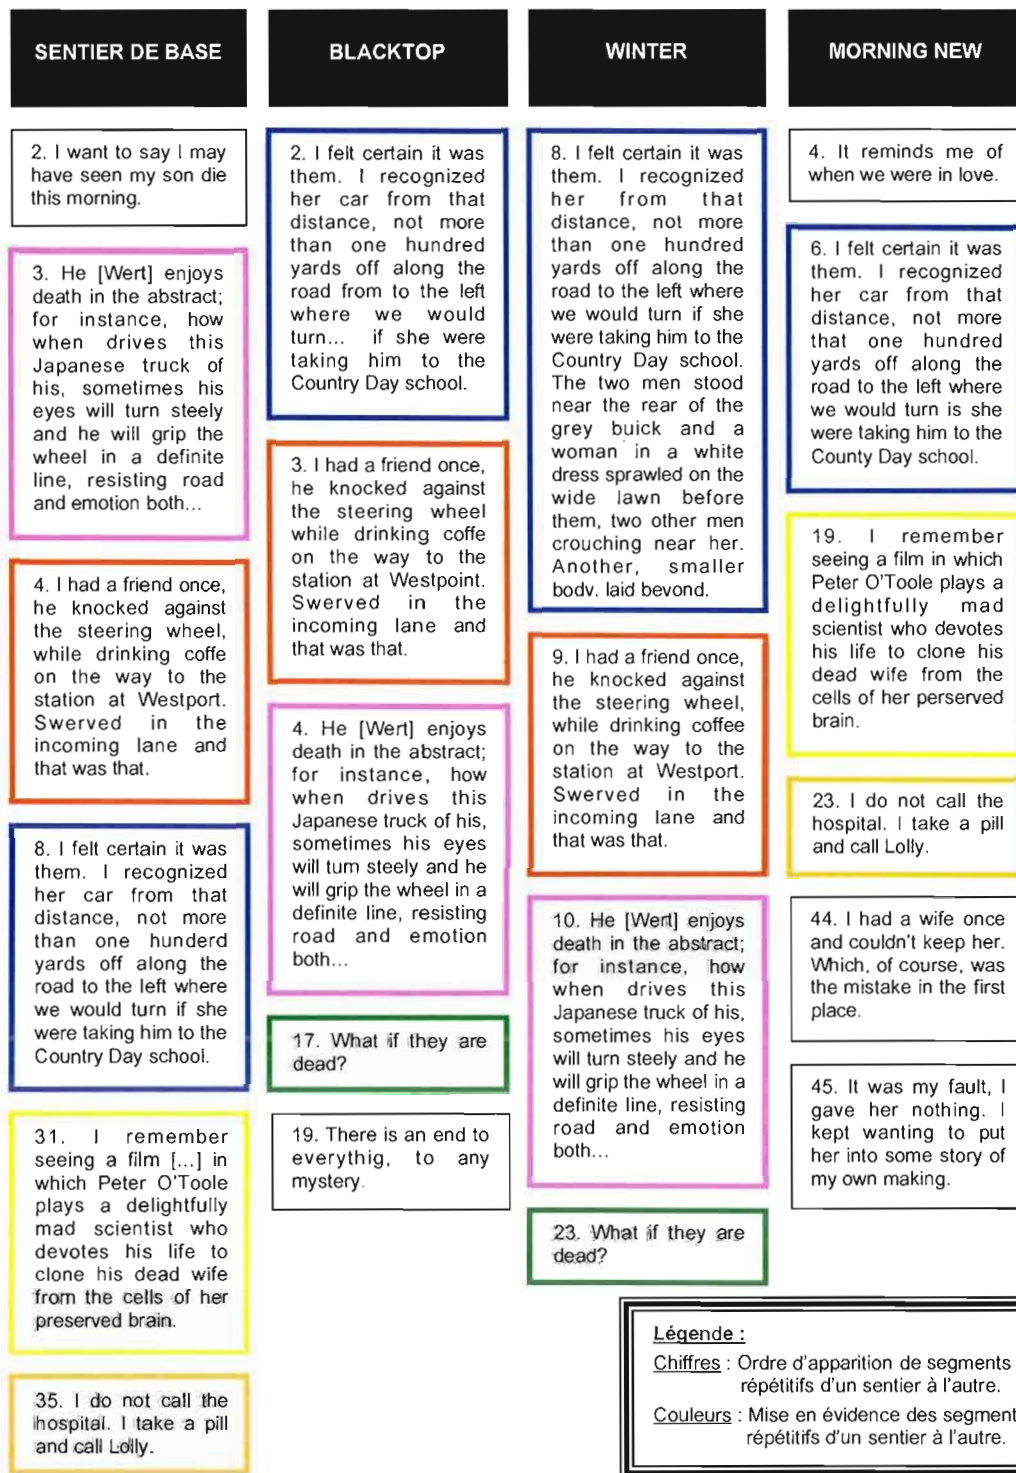 SENTIER DE BASE
2. I want to say I may
have seen my son die
this morning.
3. He [Wert] enjoys
death in the abstract;
for instance, how
when drives this
Japanese truck of
his, sometimes his
eyes will turn steely
and he will grip the
wheel in a definite
line, resisting road
and emotion both...
4. I had a friend once,
he knocked against
the steering wheel,
while drinking coffe
on the way to the
station at Westport.
Swerved in the
incoming lane and
that was that.
8. I felt certain it was
them. I recognized
her car from that
distance, not more
than one hunderd
yards off along the
road to the left where
we would turn if she
were taking him to the
Country Day school.
31. I remember
seeing a film [...] in
which Peter O'Toole
plays a delightfully
mad scientist who
devotes his life to
clone his dead wife
from the cells of her
preserved brain.
35. I do not call the
hospital. I take a pill
and call Lolly.
BLACKTOP
2. I felt certain it was
them. I recognized
her car from that
distance, not more
than one hundred
yards off along the
road from to the left
where we would
turn... if she were
taking him to the
Country Day school.
3. I had a friend once,
he knocked against
the steering wheel
while drinking coffe
on the way to the
station at Westpoint.
Swerved in the
incoming lane and
that was that.
4. He [Wert] enjoys
death in the abstract;
for instance, how
when drives this
Japanese truck of his,
sometimes his eyes
will turn steely and he
will grip the wheel in a
definite line, resisting
road and emotion
both...
17. What if they are
dead?
19. There is an end to
everythig, to any
mystery.
WINTER
8. I felt certain it was
them. I recognized
her from that
distance, not more
than one hundred
yards off along the
road to the left where
we would turn if she
were taking him to the
Country Day school.
The two men stood
near the rear of the
grey buick and a
woman in a white
dress sprawled on the
wide lawn before
them, two other men
crouching near her.
Another, smaller
body, laid beyond.
9. I had a friend once,
he knocked against
the steering wheel,
while drinking coffee
on the way to the
station at Westport.
Swerved in the
incoming lane and
that was that.
10. He [Wert] enjoys
death in the abstract;
for instance, how
when drives this
Japanese truck of his,
sometimes his eyes
will turn steely and he
will grip the wheel in a
definite line, resisting
road and emotion
both...
23. What if they are
dead?
MORNING NEW
4. It reminds me of
when we were in love.
6. I felt certain it was
them. I recognized
her car from that
distance, not more
that one hundred
yards off along the
road to the left where
we would turn is she
were taking him to the
County Day school.
19. I remember
seeing a film in which
Peter O'Toole plays a
delightfully mad
scientist who devotes
his life to clone his
dead wife from the
cells of her perserved
brain.
23. I do not call the
hospital. I take a pill
and call Lolly.
44. I had a wife once
and couldn't keep her.
Which, of course, was
the mistake in the first
place.
45. It was my fault, I
gave her nothing. I
kept wanting to put
her into some story of
my own making.
Légende :
Chiffres : Ordre d'apparition de segments
répétitifs d'un sentier à l'autre.
Couleurs : Mise en évidence des segment
répétitifs d'un sentier à l'autre.